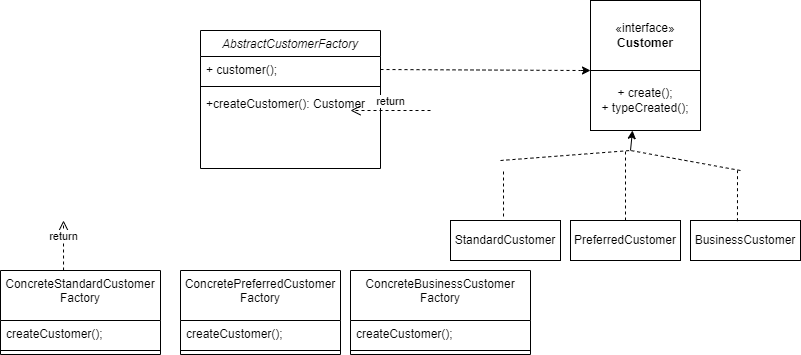 «interface»
Customer
AbstractCustomerFactory
+ customer();
+ create();
+ typeCreated();
+createCustomer(): Customer
return
StandardCustomer
PreferredCustomer
BusinessCustomer
return
ConcreteStandardCustomer
Factory
createCustomer();
ConcretePreferredCustomer
Factory
createCustomer();
ConcreteBusinessCustomer
Factory
createCustomer();